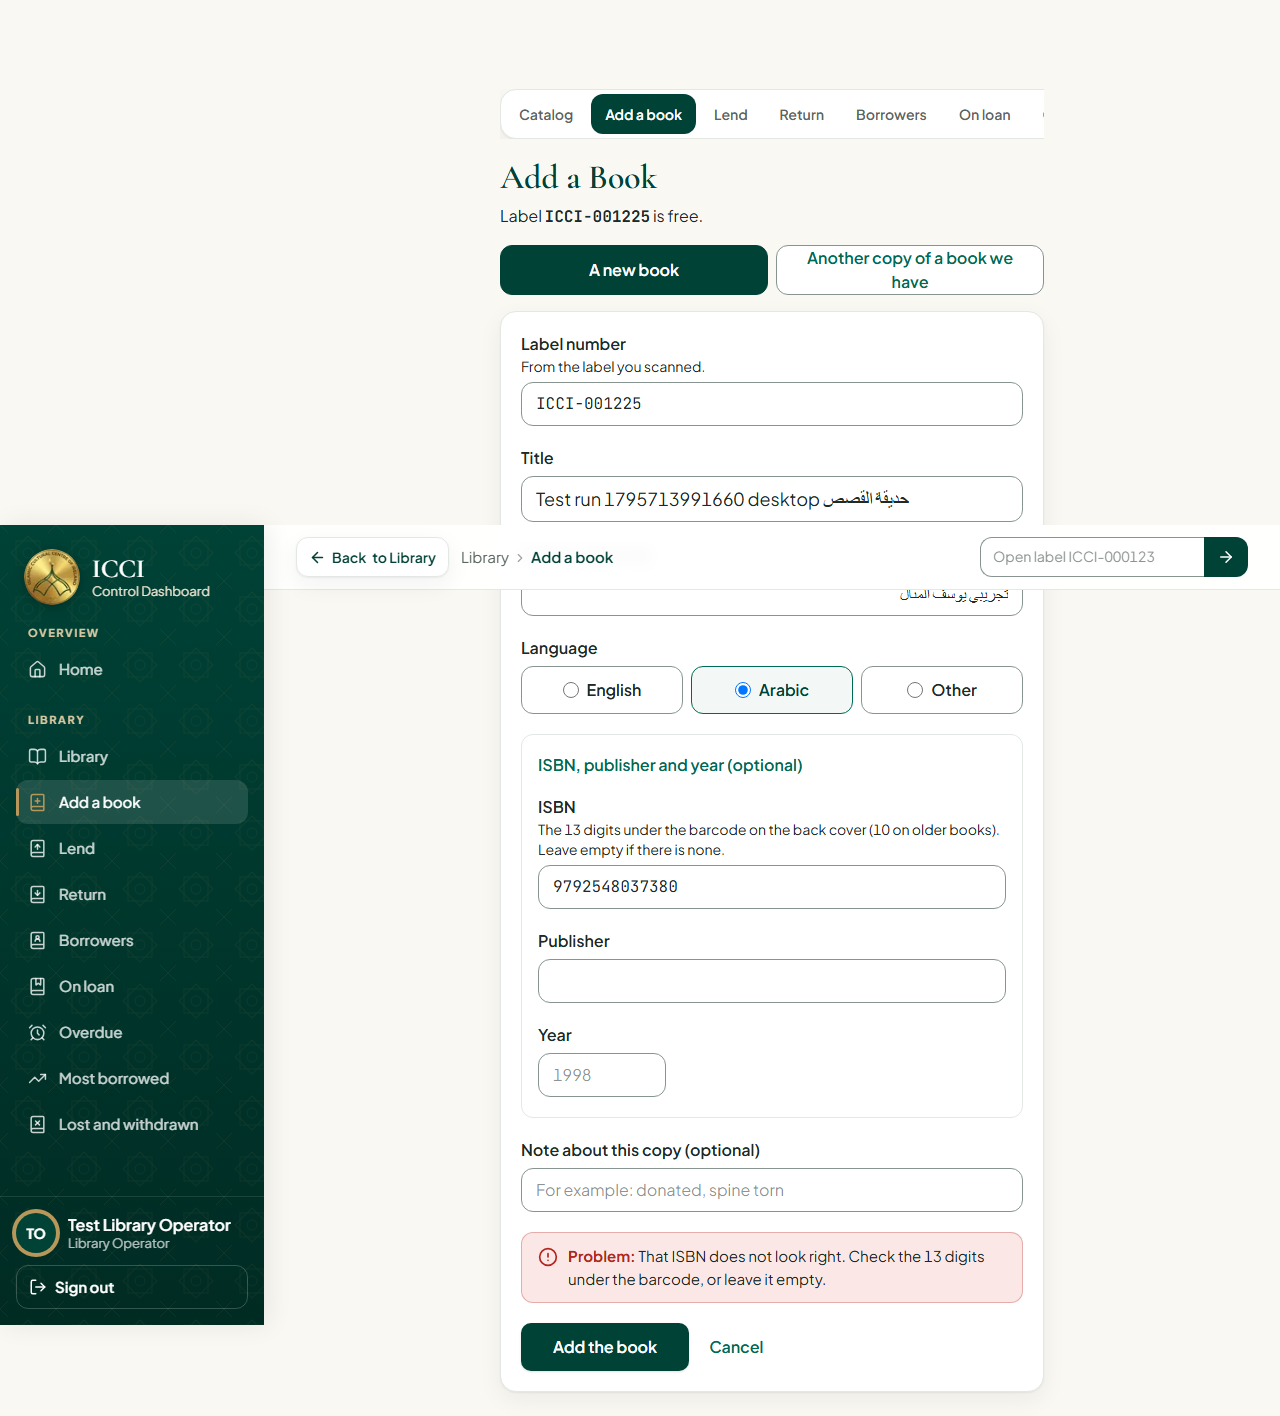 Catalog Add a book Lend Return Borrowers On loan
Add a Book
Label ICCI-001225 is free.
A new book
Another copy of a book we
have
Label number
From the label you scanned.
ICCI-001225
Title
Test run 1795713991660 desktop حديقة القصص
ICCI
Control Dashboard
OVERVIEW
Home
LIBRARY
Library
Add a book
Lend
Return
Borrowers
On loan
Overdue
Most borrowed
Lost and withdrawn
TO
Test Library Operator
Library Operator
Sign out
Back to Library
Library › Add a book
Open label ICCI-000123
تجريبي يوسف
Language
English
Arabic
Other
ISBN, publisher and year (optional)
ISBN
The 13 digits under the barcode on the back cover (10 on older books).
Leave empty if there is none.
9792548037380
Publisher
Year
1998
Note about this copy (optional)
For example: donated, spine torn
Problem: That ISBN does not look right. Check the 13 digits
under the barcode, or leave it empty.
Add the book
Cancel